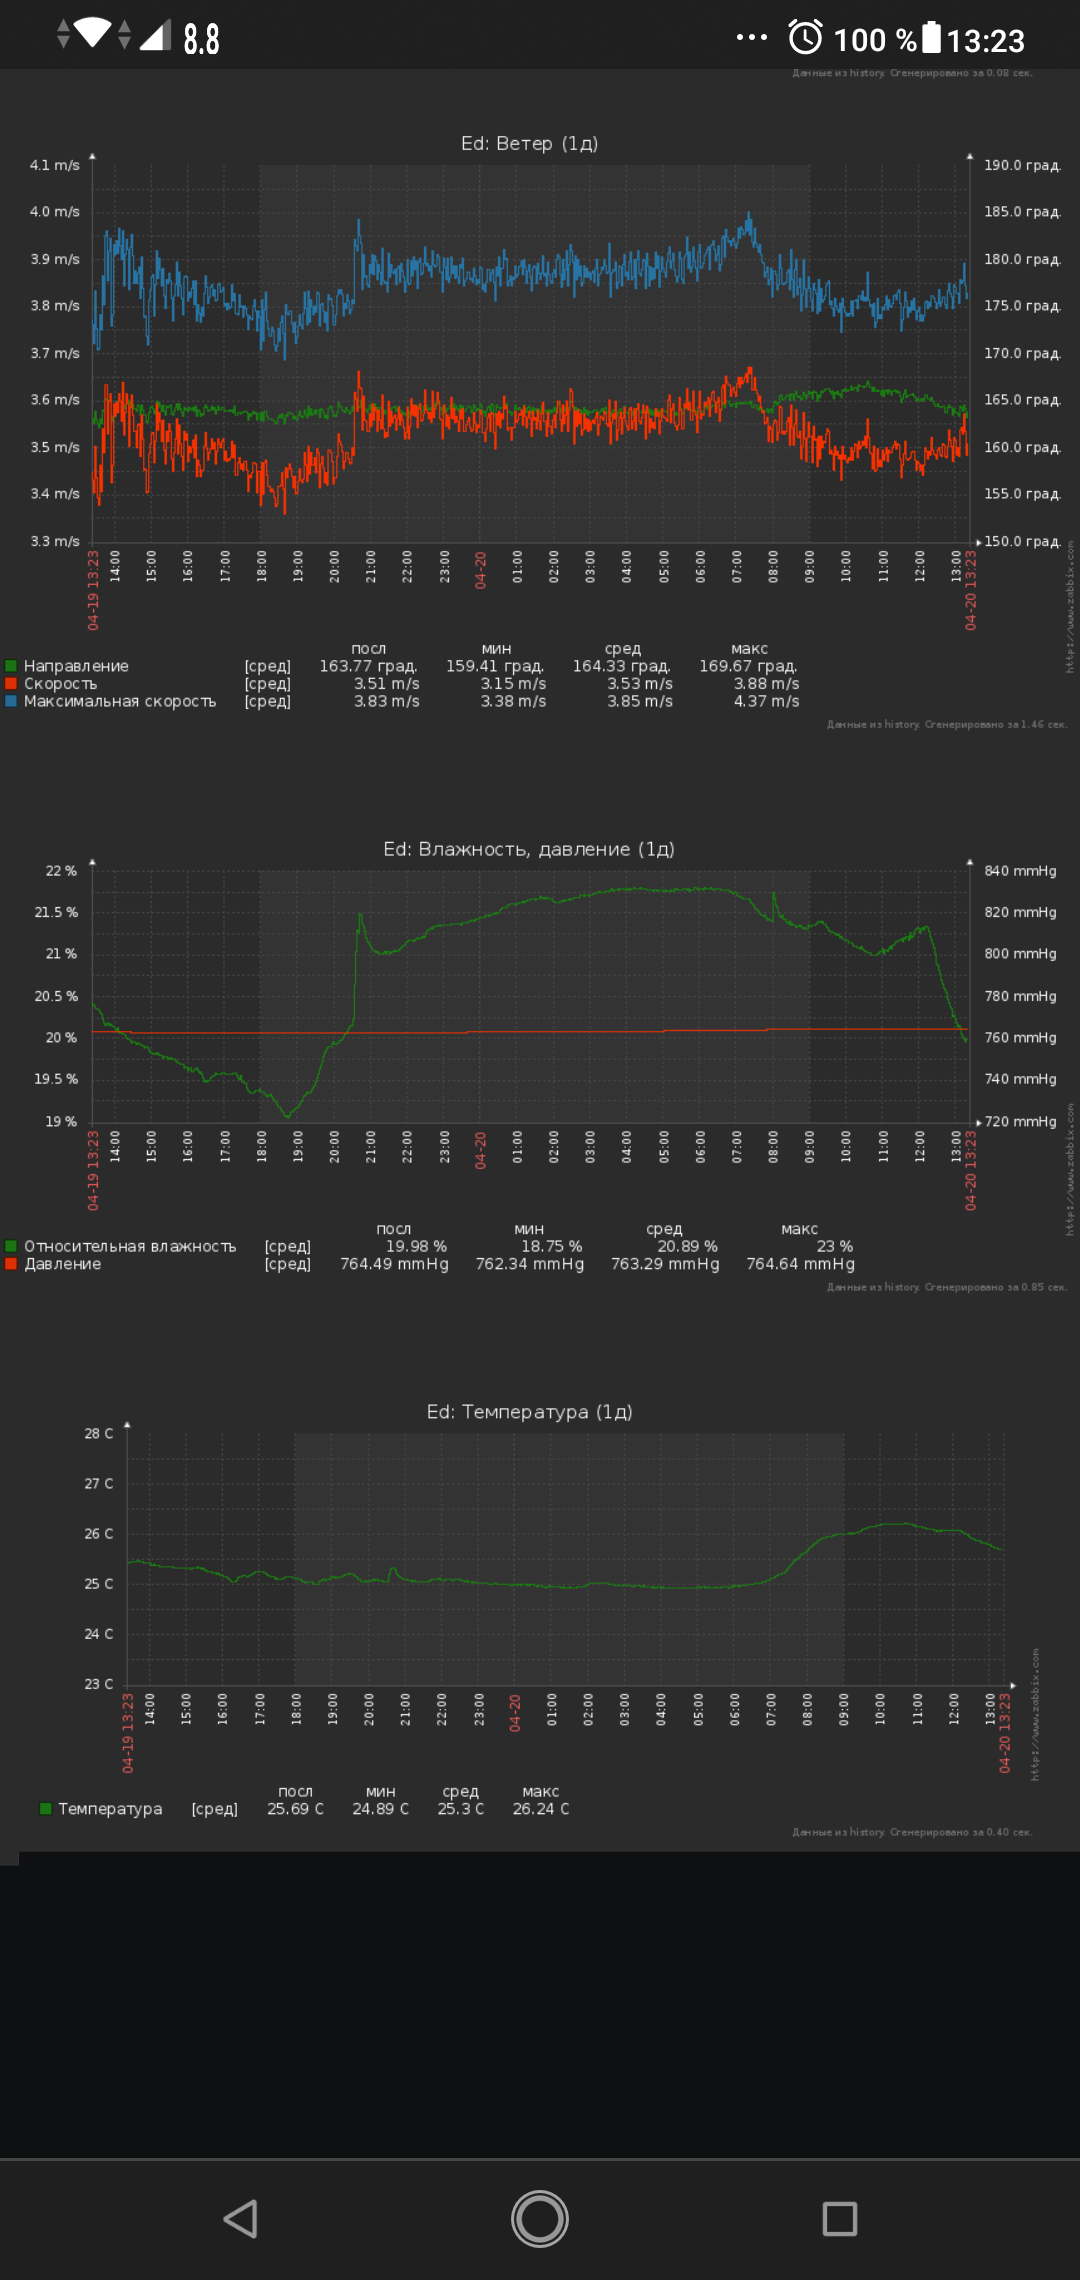 8.8 ... 100 % 13:23
Данные из history. Сгенерировано за 0.08 сек.
Ed: Ветер (1д)
4.1 m/s 190.0 град.
4.0 m/s 185.0 град.
3.9 m/s 180.0 град.
3.8 m/s 175.0 град.
3.7 m/s 170.0 град.
3.6 m/s 165.0 град.
3.5 m/s 160.0 град.
3.4 m/s 155.0 град.
3.3 m/s 150.0 град.
04-19 13:23 14:00 15:00 16:00 17:00 18:00 19:00 20:00 21:00 22:00 23:00 04-20 01:00 02:00 03:00 04:00 05:00 06:00 07:00 08:00 09:00 10:00 11:00 12:00 13:00 04-20 13:23
http://www.zabbix.com
посл мин сред макс
Направление [сред] 163.77 град. 159.41 град. 164.33 град. 169.67 град.
Скорость [сред] 3.51 m/s 3.15 m/s 3.53 m/s 3.88 m/s
Максимальная скорость [сред] 3.83 m/s 3.38 m/s 3.85 m/s 4.37 m/s
Данные из history. Сгенерировано за 1.46 сек.
Ed: Влажность, давление (1д)
22 % 840 mmHg
21.5 % 820 mmHg
21 % 800 mmHg
20.5 % 780 mmHg
20 % 760 mmHg
19.5 % 740 mmHg
19 % 720 mmHg
04-19 13:23 14:00 15:00 16:00 17:00 18:00 19:00 20:00 21:00 22:00 23:00 04-20 01:00 02:00 03:00 04:00 05:00 06:00 07:00 08:00 09:00 10:00 11:00 12:00 13:00 04-20 13:23
http://www.zabbix.com
посл мин сред макс
Относительная влажность [сред] 19.98 % 18.75 % 20.89 % 23 %
Давление [сред] 764.49 mmHg 762.34 mmHg 763.29 mmHg 764.64 mmHg
Данные из history. Сгенерировано за 0.85 сек.
Ed: Температура (1д)
28 C
27 C
26 C
25 C
24 C
23 C
04-19 13:23 14:00 15:00 16:00 17:00 18:00 19:00 20:00 21:00 22:00 23:00 04-20 01:00 02:00 03:00 04:00 05:00 06:00 07:00 08:00 09:00 10:00 11:00 12:00 13:00 04-20 13:23
http://www.zabbix.com
посл мин сред макс
Температура [сред] 25.69 C 24.89 C 25.3 C 26.24 C
Данные из history. Сгенерировано за 0.40 сек.